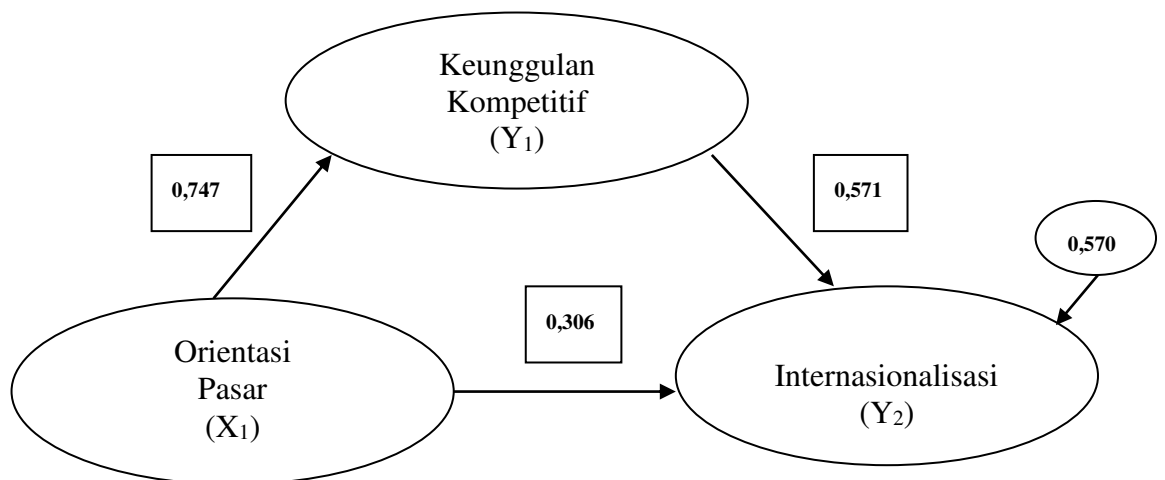 Keunggulan
Kompetitif
(Y₁)
0,747
0,571
0,570
0,306
Orientasi
Pasar
(X₁)
Internasionalisasi
(Y₂)